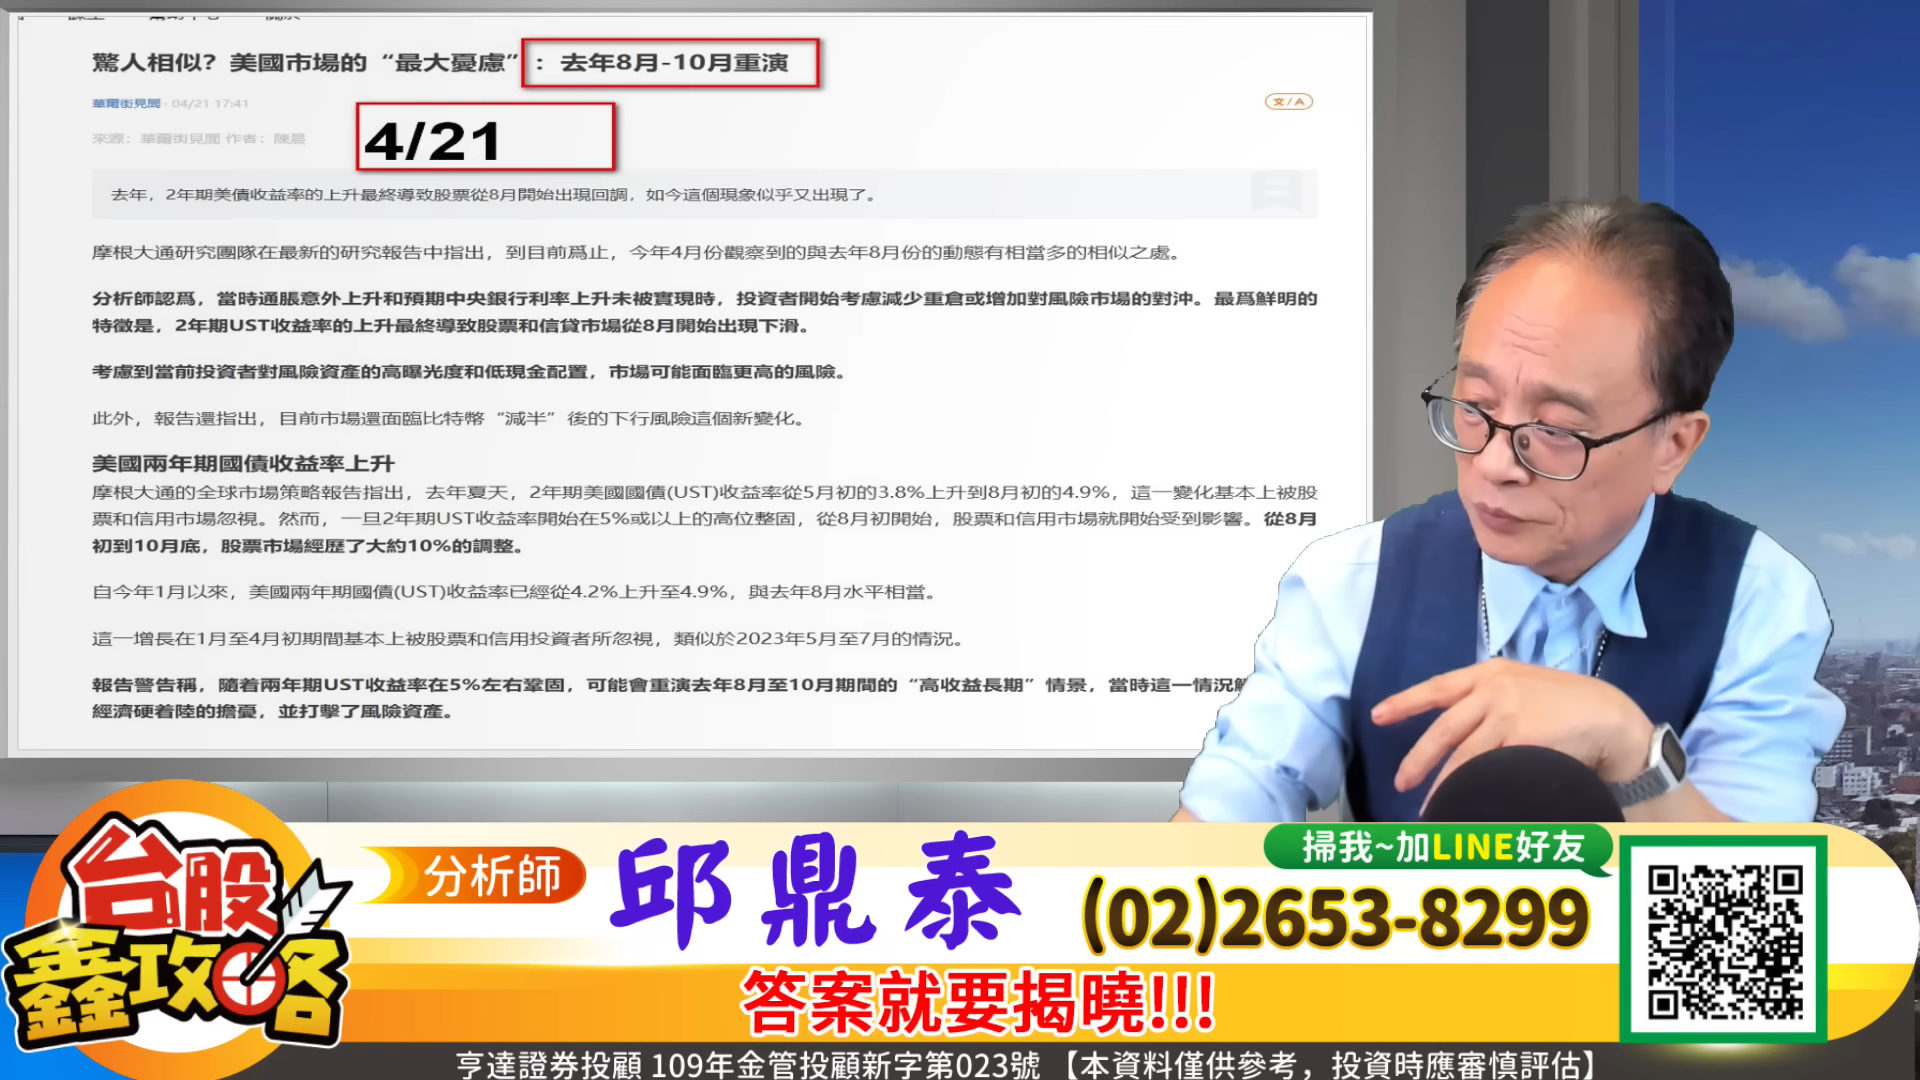 驚人相似？美國市場的“最大憂慮”：去年8月-10月重演
華爾街見聞 · 04/21 17:41
文/A
來源：華爾街見聞 作者：陳晨
4/21
去年，2年期美債收益率的上升最終導致股票從8月開始出現回調，如今這個現象似乎又出現了。
摩根大通研究團隊在最新的研究報告中指出，到目前爲止，今年4月份觀察到的與去年8月份的動態有相當多的相似之處。
分析師認爲，當時通脹意外上升和預期中央銀行利率上升未被實現時，投資者開始考慮減少重倉或增加對風險市場的對沖。最爲鮮明的
特徵是，2年期UST收益率的上升最終導致股票和信貸市場從8月開始出現下滑。
考慮到當前投資者對風險資產的高曝光度和低現金配置，市場可能面臨更高的風險。
此外，報告還指出，目前市場還面臨比特幣“減半”後的下行風險這個新變化。
美國兩年期國債收益率上升
摩根大通的全球市場策略報告指出，去年夏天，2年期美國國債(UST)收益率從5月初的3.8%上升到8月初的4.9%，這一變化基本上被股
票和信用市場忽視。然而，一旦2年期UST收益率開始在5%或以上的高位整固，從8月初開始，股票和信用市場就開始受到影響。從8月
初到10月底，股票市場經歷了大約10%的調整。
自今年1月以來，美國兩年期國債(UST)收益率已經從4.2%上升至4.9%，與去年8月水平相當。
這一增長在1月至4月初期間基本上被股票和信用投資者所忽視，類似於2023年5月至7月的情況。
報告警告稱，隨着兩年期UST收益率在5%左右鞏固，可能會重演去年8月至10月期間的“高收益長期”情景，當時這一情況
經濟硬着陸的擔憂，並打擊了風險資產。
台股
鑫攻略
分析師
邱鼎泰
掃我~加LINE好友
(02)2653-8299
答案就要揭曉!!!
亨達證券投顧 109年金管投顧新字第023號 【本資料僅供參考，投資時應審慎評估】